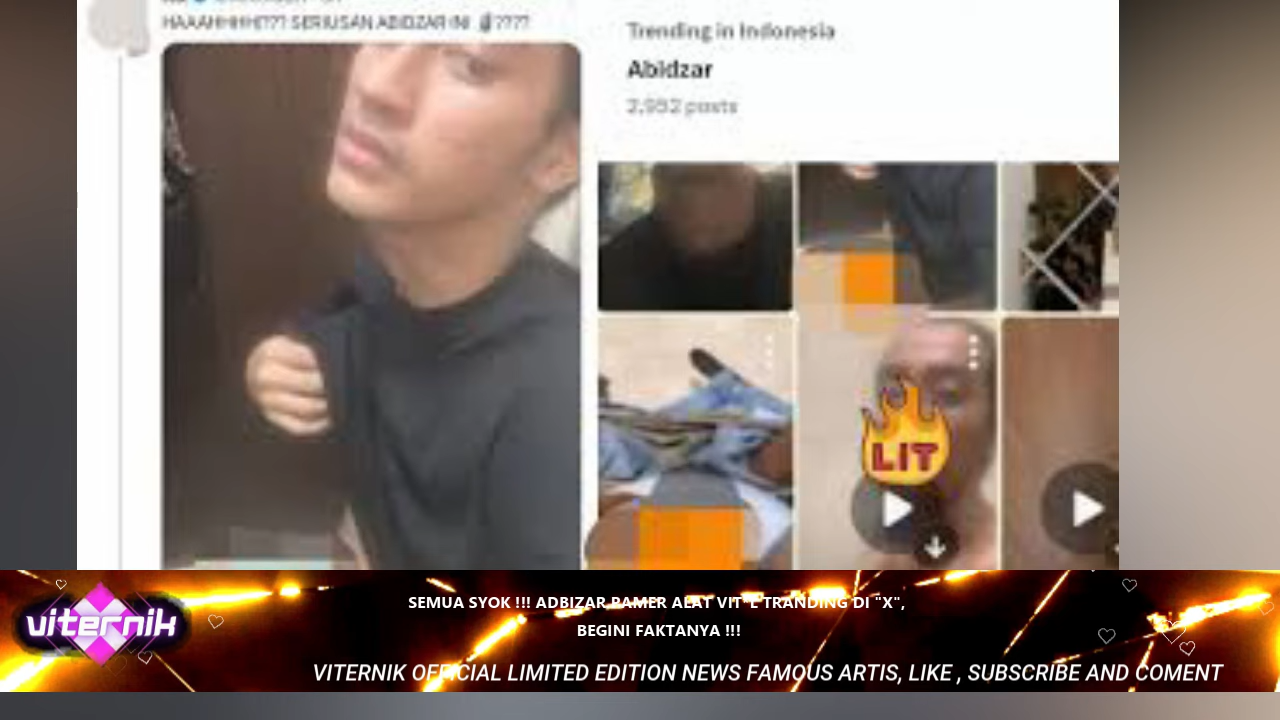 HAAAHHHH??? SERIUSAN ABIDZAR INI ????
Trending in Indonesia
Abidzar
2,952 posts
LIT
viternik
SEMUA SYOK !!! ADBIZAR PAMER ALAT VIT*L TRANDING DI "X",
BEGINI FAKTANYA !!!
VITERNIK OFFICIAL LIMITED EDITION NEWS FAMOUS ARTIS, LIKE , SUBSCRIBE AND COMENT